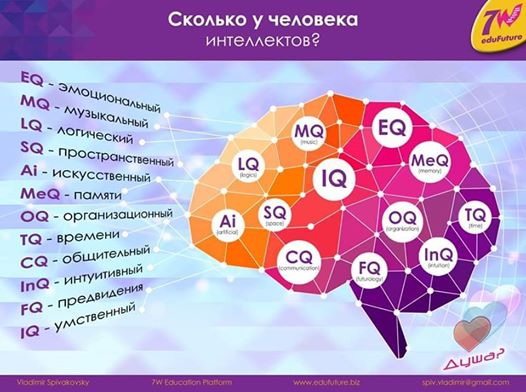 Сколько у человека
интеллектов?
7W
eduFuture
EQ - эмоциональный
MQ - музыкальный
LQ - логический
SQ - пространственный
Ai - искусственный
MeQ - памяти
OQ - организационный
TQ - времени
CQ - общительный
InQ - интуитивный
FQ - предвидения
IQ - умственный
MQ
(music)
EQ
LQ
(logics)
IQ
MeQ
(memory)
Ai
(artificial)
SQ
(space)
OQ
(organization)
TQ
(time)
CQ
(communication)
FQ
(futurology)
InQ
(intuition)
Душа?
Vladimir Spivakovsky
7W Education Platform
www.edufuture.biz
spiv.vladimir@gmail.com